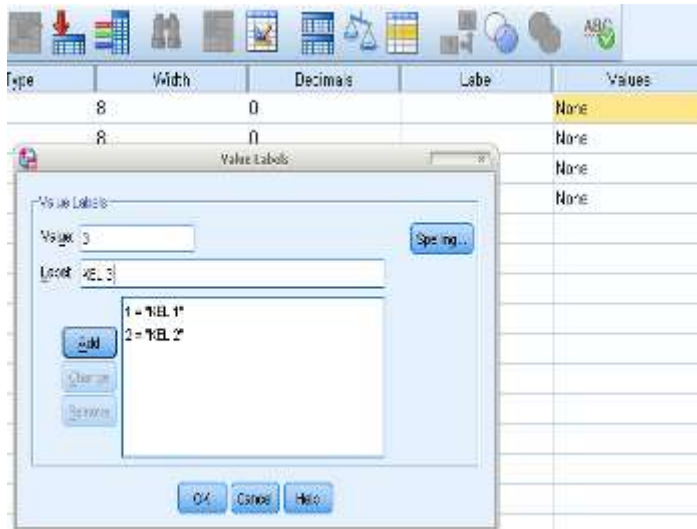 ABC
Type Width Decimals Label Values
8 0 None
8 0 None
None
None
Value Labels
Value Labels
Value: 3
Spelling...
Label: KEL 3
1 = "KEL 1"
2 = "KEL 2"
Add
Change
Remove
OK Cancel Help